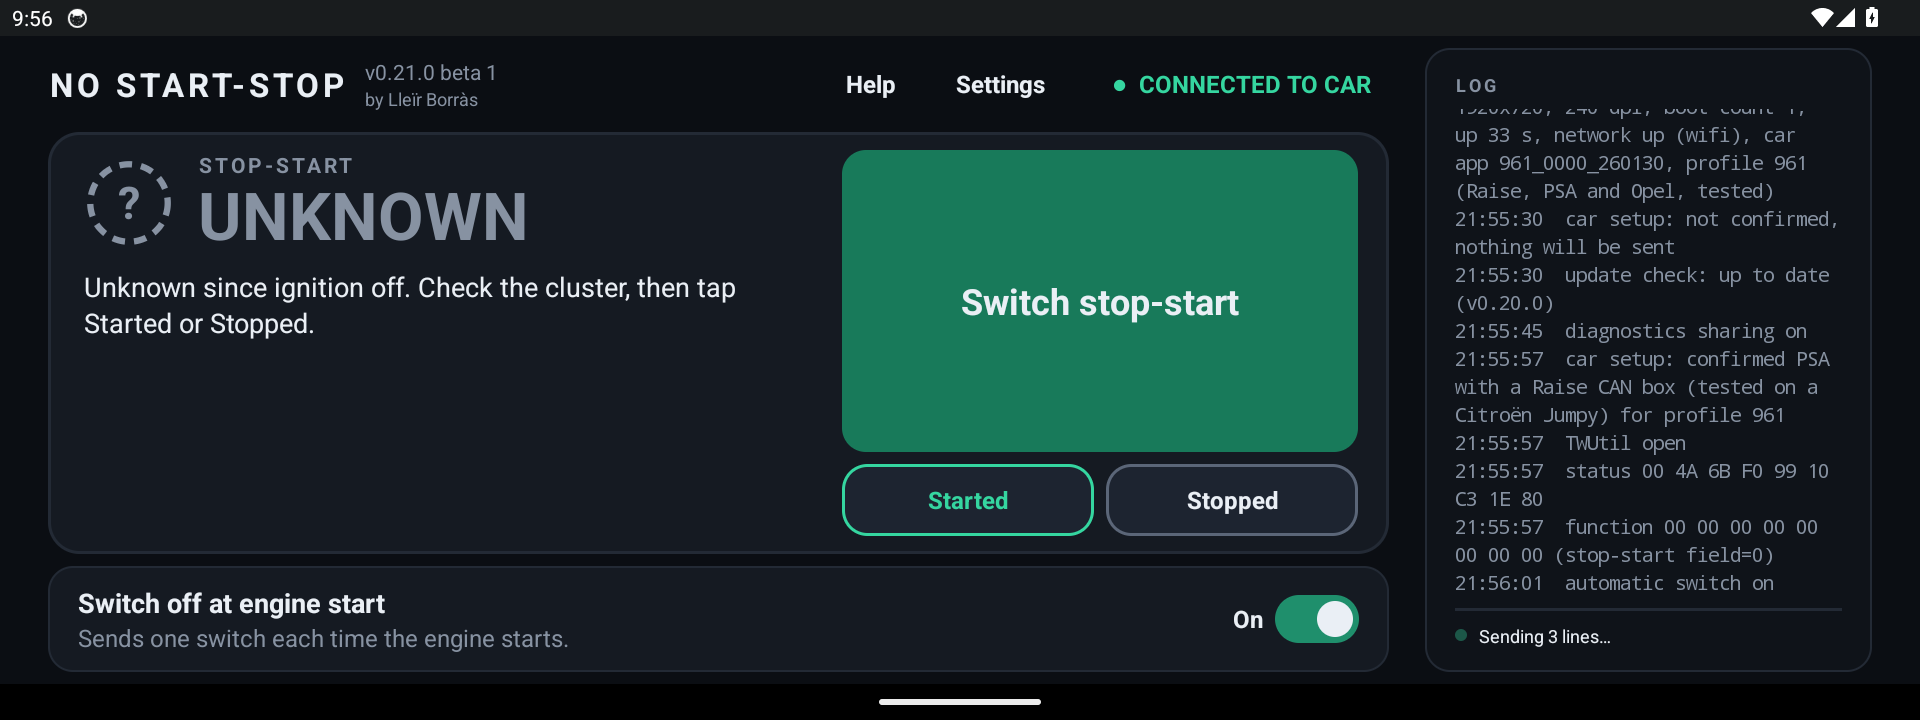 9:56
NO START-STOP
v0.21.0 beta 1
by Lleïr Borràs
Help
Settings
CONNECTED TO CAR
STOP-START
?
UNKNOWN
Unknown since ignition off. Check the cluster, then tap
Started or Stopped.
Switch stop-start
Started
Stopped
Switch off at engine start
Sends one switch each time the engine starts.
On
LOG
1920x720, 240 dpi, boot count 4,
up 33 s, network up (wifi), car
app 961_0000_260130, profile 961
(Raise, PSA and Opel, tested)
21:55:30 car setup: not confirmed,
nothing will be sent
21:55:30 update check: up to date
(v0.20.0)
21:55:45 diagnostics sharing on
21:55:57 car setup: confirmed PSA
with a Raise CAN box (tested on a
Citroën Jumpy) for profile 961
21:55:57 TWUtil open
21:55:57 status 00 4A 6B F0 99 10
C3 1E 80
21:55:57 function 00 00 00 00 00
00 00 00 (stop-start field=0)
21:56:01 automatic switch on
Sending 3 lines…